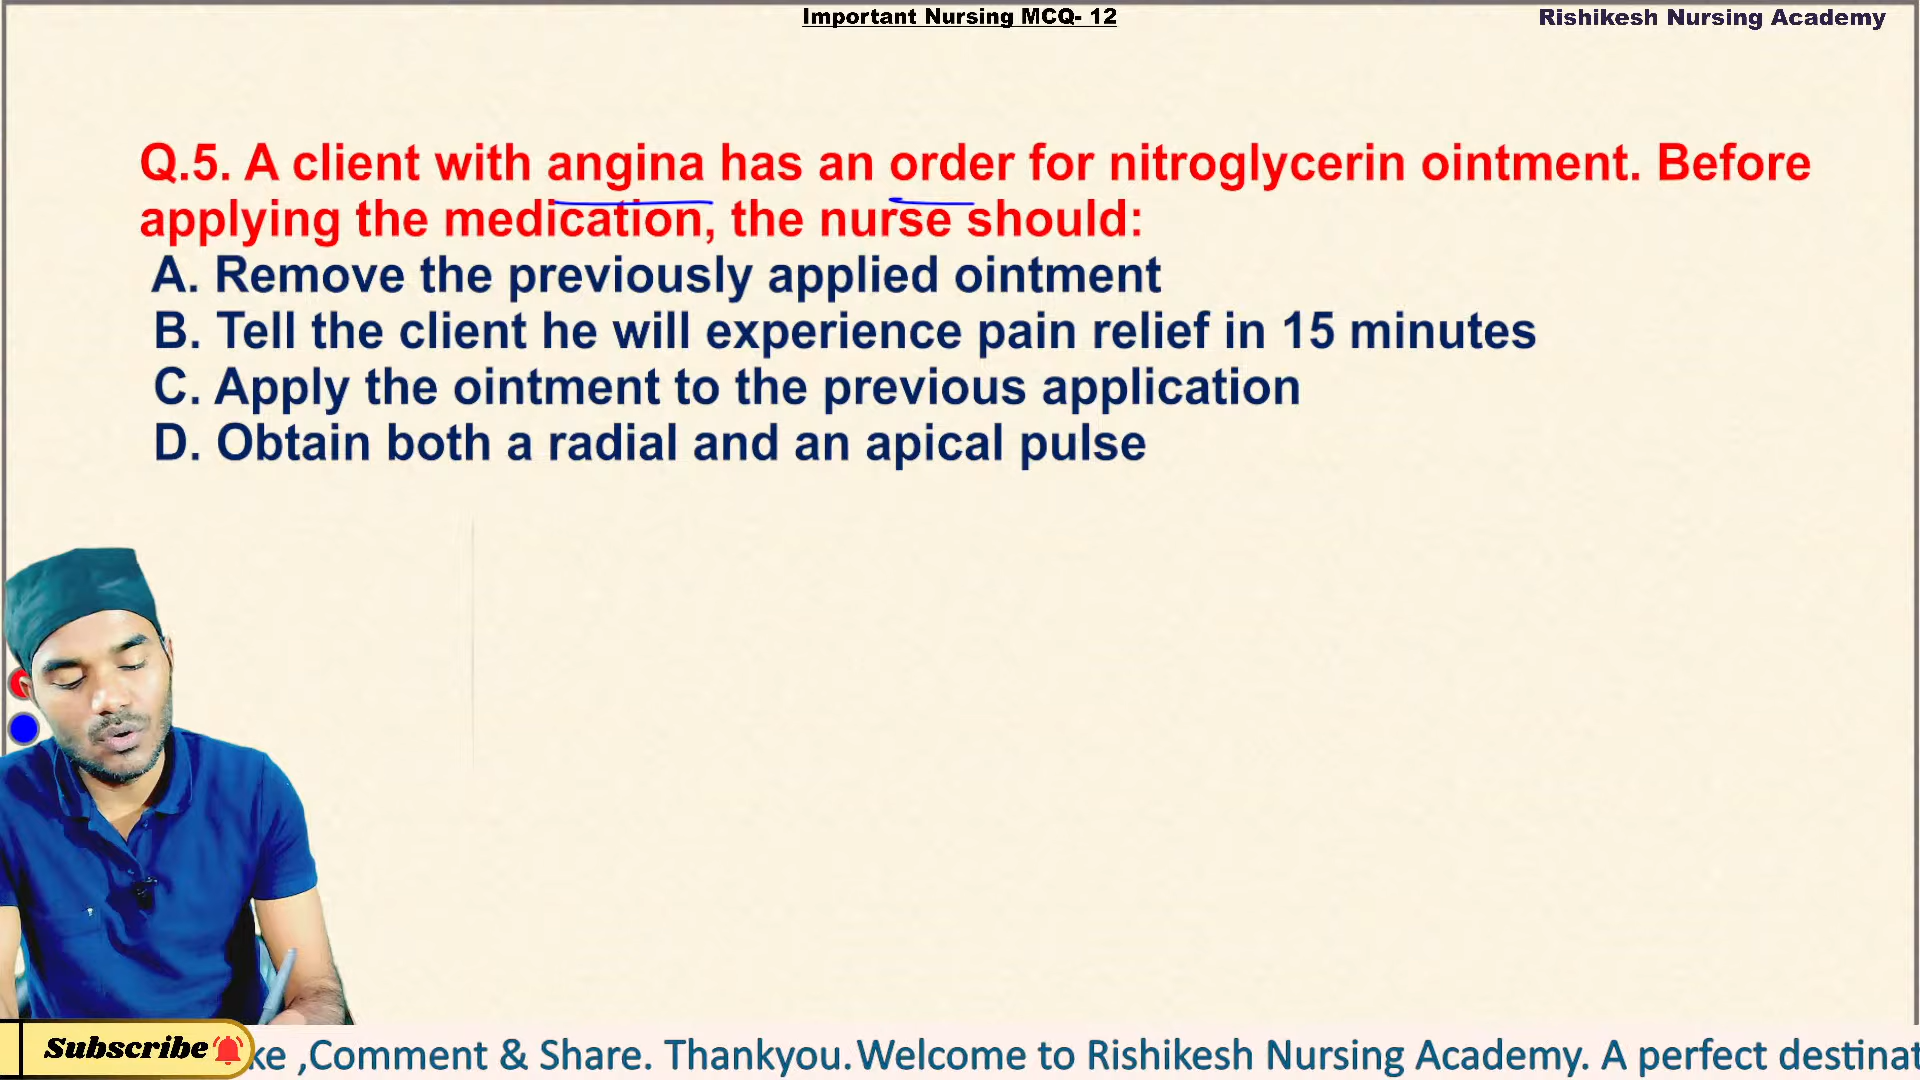 Important Nursing MCQ- 12
Rishikesh Nursing Academy
Q.5. A client with angina has an order for nitroglycerin ointment. Before
applying the medication, the nurse should:
A. Remove the previously applied ointment
B. Tell the client he will experience pain relief in 15 minutes
C. Apply the ointment to the previous application
D. Obtain both a radial and an apical pulse
Subscribe
ke ,Comment & Share. Thankyou. Welcome to Rishikesh Nursing Academy. A perfect destinat